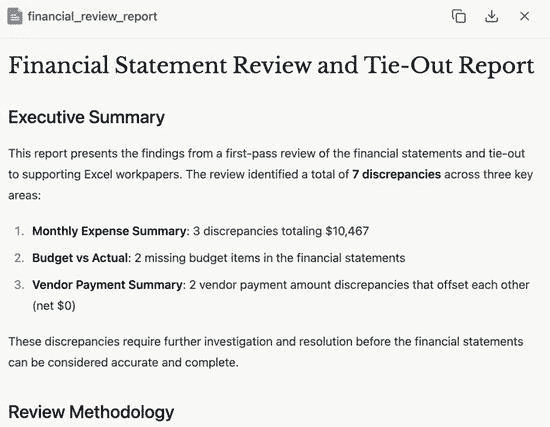 financial_review_report
Financial Statement Review and Tie-Out Report
Executive Summary
This report presents the findings from a first-pass review of the financial statements and tie-out
to supporting Excel workpapers. The review identified a total of 7 discrepancies across three key
areas:
1. Monthly Expense Summary: 3 discrepancies totaling $10,467
2. Budget vs Actual: 2 missing budget items in the financial statements
3. Vendor Payment Summary: 2 vendor payment amount discrepancies that offset each other
(net $0)
These discrepancies require further investigation and resolution before the financial statements
can be considered accurate and complete.
Review Methodology